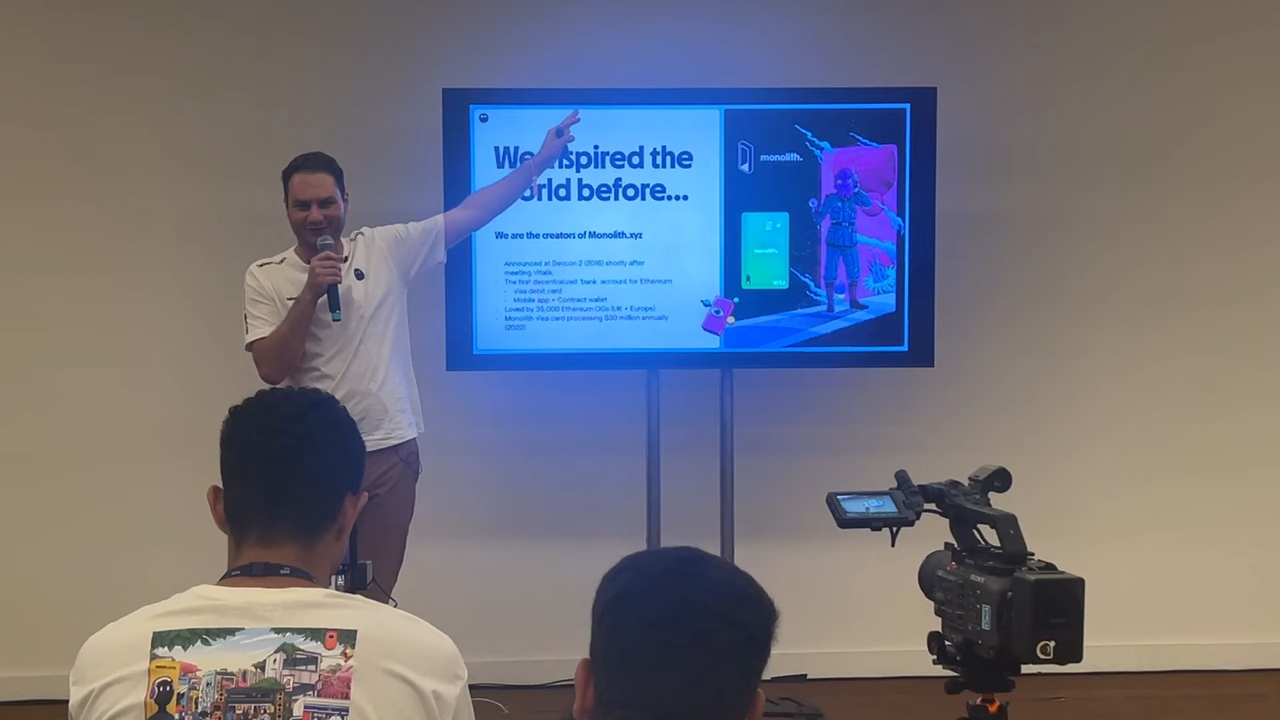 We inspired the
world before...
We are the creators of Monolith.xyz
Announced at Devcon 2 (2016) shortly after
meeting Vitalik
The first decentralized 'bank' account for Ethereum
Visa debit card
Mobile app + Contract wallet
Loved by 35,000 Ethereum OGs (UK + Europe)
Monolith Visa card processing $30 million annually
(2022)
monolith.
SONY